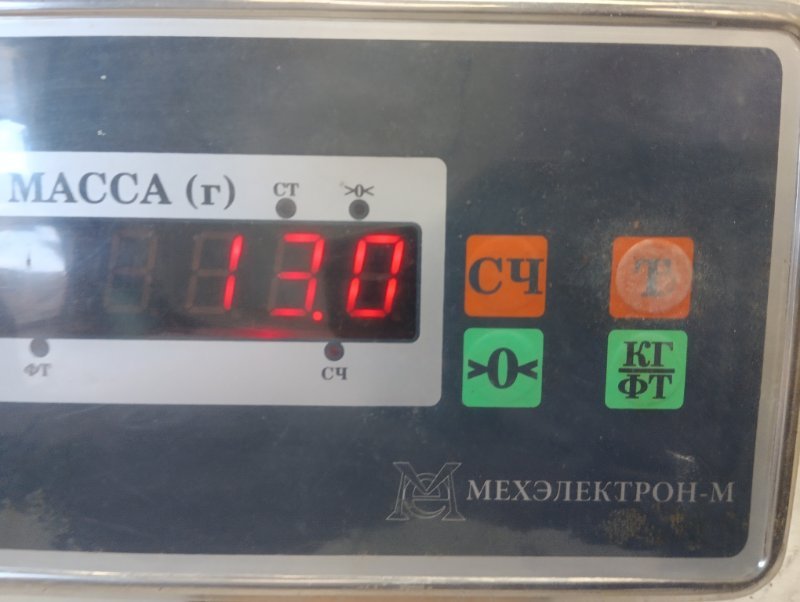 МАССА (г)
СТ
>0<
13.0
ФТ
СЧ
СЧ
Т
>0<
КГ
ФТ
МЕХЭЛЕКТРОН-М